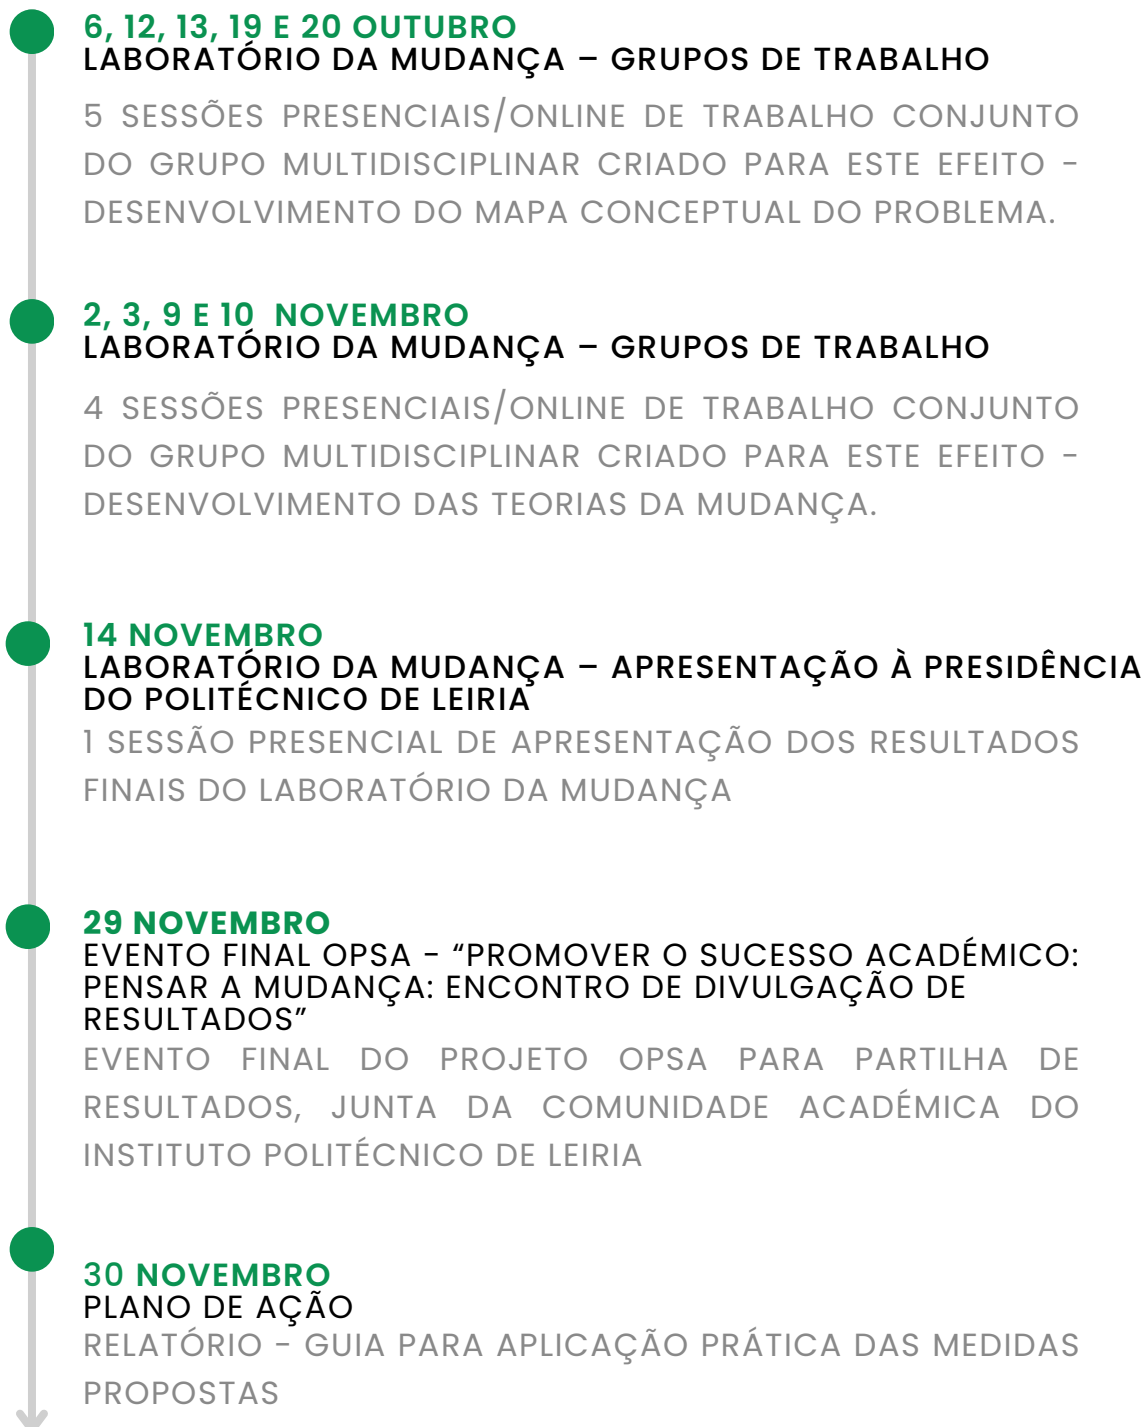 6, 12, 13, 19 E 20 OUTUBRO
LABORATÓRIO DA MUDANÇA – GRUPOS DE TRABALHO
5 SESSÕES PRESENCIAIS/ONLINE DE TRABALHO CONJUNTO
DO GRUPO MULTIDISCIPLINAR CRIADO PARA ESTE EFEITO -
DESENVOLVIMENTO DO MAPA CONCEPTUAL DO PROBLEMA.
2, 3, 9 E 10 NOVEMBRO
LABORATÓRIO DA MUDANÇA – GRUPOS DE TRABALHO
4 SESSÕES PRESENCIAIS/ONLINE DE TRABALHO CONJUNTO
DO GRUPO MULTIDISCIPLINAR CRIADO PARA ESTE EFEITO -
DESENVOLVIMENTO DAS TEORIAS DA MUDANÇA.
14 NOVEMBRO
LABORATÓRIO DA MUDANÇA – APRESENTAÇÃO À PRESIDÊNCIA
DO POLITÉCNICO DE LEIRIA
1 SESSÃO PRESENCIAL DE APRESENTAÇÃO DOS RESULTADOS
FINAIS DO LABORATÓRIO DA MUDANÇA
29 NOVEMBRO
EVENTO FINAL OPSA - “PROMOVER O SUCESSO ACADÉMICO:
PENSAR A MUDANÇA: ENCONTRO DE DIVULGAÇÃO DE
RESULTADOS”
EVENTO FINAL DO PROJETO OPSA PARA PARTILHA DE
RESULTADOS, JUNTA DA COMUNIDADE ACADÉMICA DO
INSTITUTO POLITÉCNICO DE LEIRIA
30 NOVEMBRO
PLANO DE AÇÃO
RELATÓRIO - GUIA PARA APLICAÇÃO PRÁTICA DAS MEDIDAS
PROPOSTAS